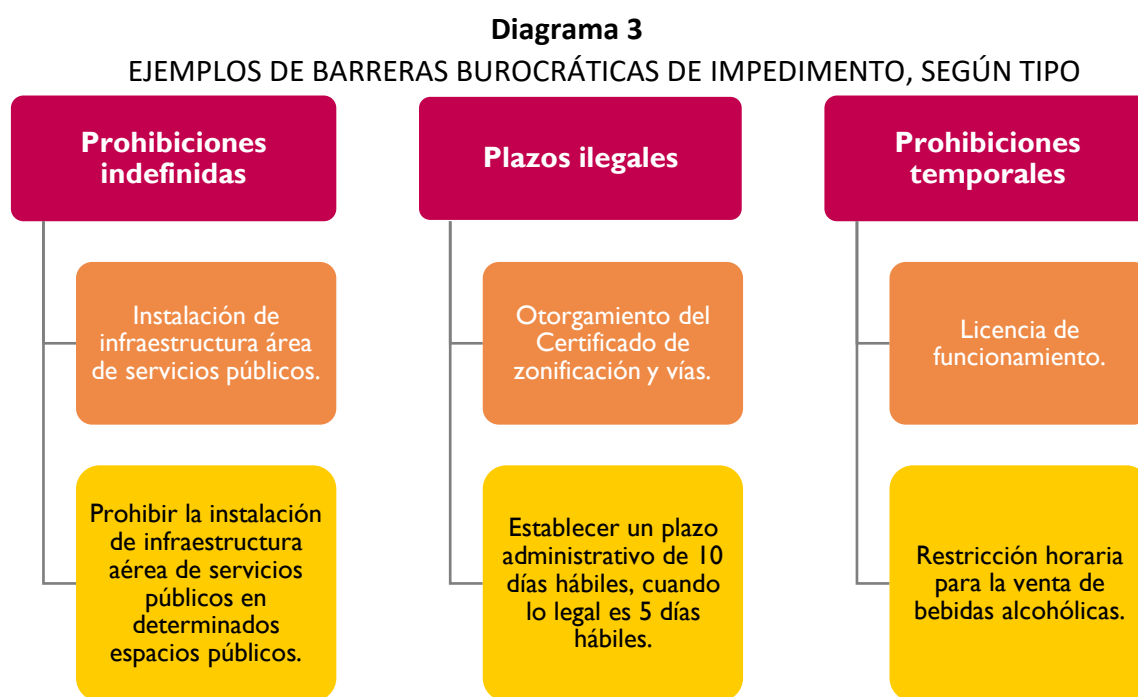 Diagrama 3
EJEMPLOS DE BARRERAS BUROCRÁTICAS DE IMPEDIMENTO, SEGÚN TIPO
Prohibiciones
indefinidas
Instalación de
infraestructura área
de servicios públicos.
Prohibir la instalación
de infraestructura
aérea de servicios
públicos en
determinados
espacios públicos.
Plazos ilegales
Otorgamiento del
Certificado de
zonificación y vías.
Establecer un plazo
administrativo de 10
días hábiles, cuando
lo legal es 5 días
hábiles.
Prohibiciones
temporales
Licencia de
funcionamiento.
Restricción horaria
para la venta de
bebidas alcohólicas.